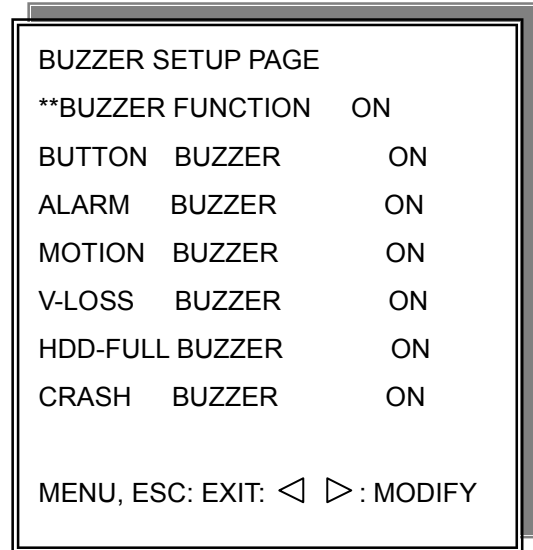 BUZZER SETUP PAGE
**BUZZER FUNCTION ON
BUTTON BUZZER ON
ALARM BUZZER ON
MOTION BUZZER ON
V-LOSS BUZZER ON
HDD-FULL BUZZER ON
CRASH BUZZER ON
MENU, ESC: EXIT: ◁ ▷ : MODIFY